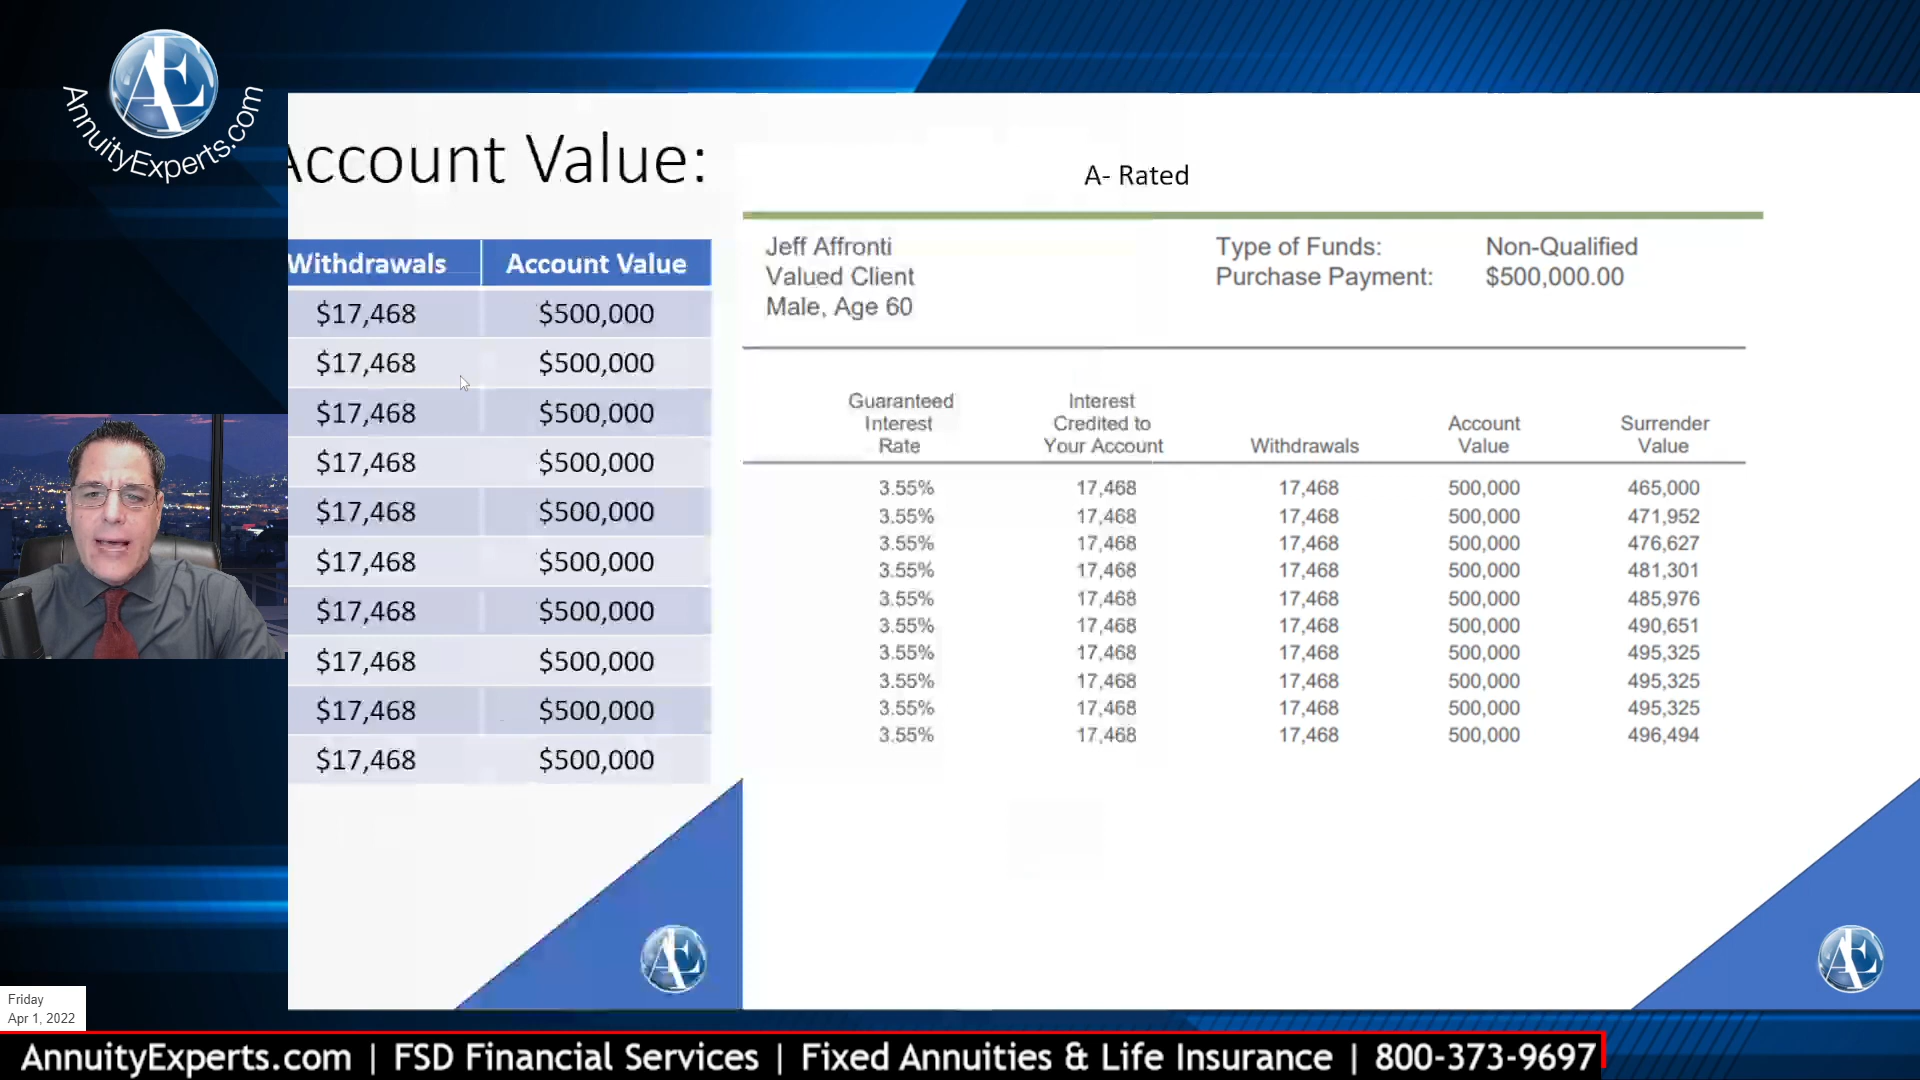 AE
AnnuityExperts.com
Account Value:
Withdrawals Account Value
$17,468 $500,000
$17,468 $500,000
$17,468 $500,000
$17,468 $500,000
$17,468 $500,000
$17,468 $500,000
$17,468 $500,000
$17,468 $500,000
$17,468 $500,000
$17,468 $500,000
AE
A- Rated
Jeff Affronti
Valued Client
Male, Age 60
Type of Funds: Non-Qualified
Purchase Payment: $500,000.00
Guaranteed Interest
Interest Credited to Account Surrender
Rate Your Account Withdrawals Value Value
3.55% 17,468 17,468 500,000 465,000
3.55% 17,468 17,468 500,000 471,952
3.55% 17,468 17,468 500,000 476,627
3.55% 17,468 17,468 500,000 481,301
3.55% 17,468 17,468 500,000 485,976
3.55% 17,468 17,468 500,000 490,651
3.55% 17,468 17,468 500,000 495,325
3.55% 17,468 17,468 500,000 495,325
3.55% 17,468 17,468 500,000 495,325
3.55% 17,468 17,468 500,000 496,494
AE
Friday
Apr 1, 2022
AnnuityExperts.com | FSD Financial Services | Fixed Annuities & Life Insurance | 800-373-9697